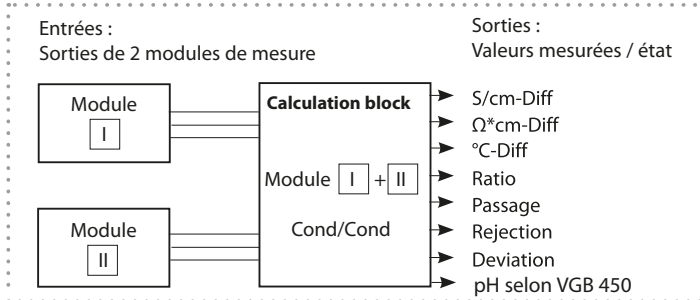 Entrées :
Sorties de 2 modules de mesure
Sorties :
Valeurs mesurées / état
Module
I
Module
II
Calculation block
Module I + II
Cond/Cond
S/cm-Diff
Ω*cm-Diff
°C-Diff
Ratio
Passage
Rejection
Deviation
pH selon VGB 450